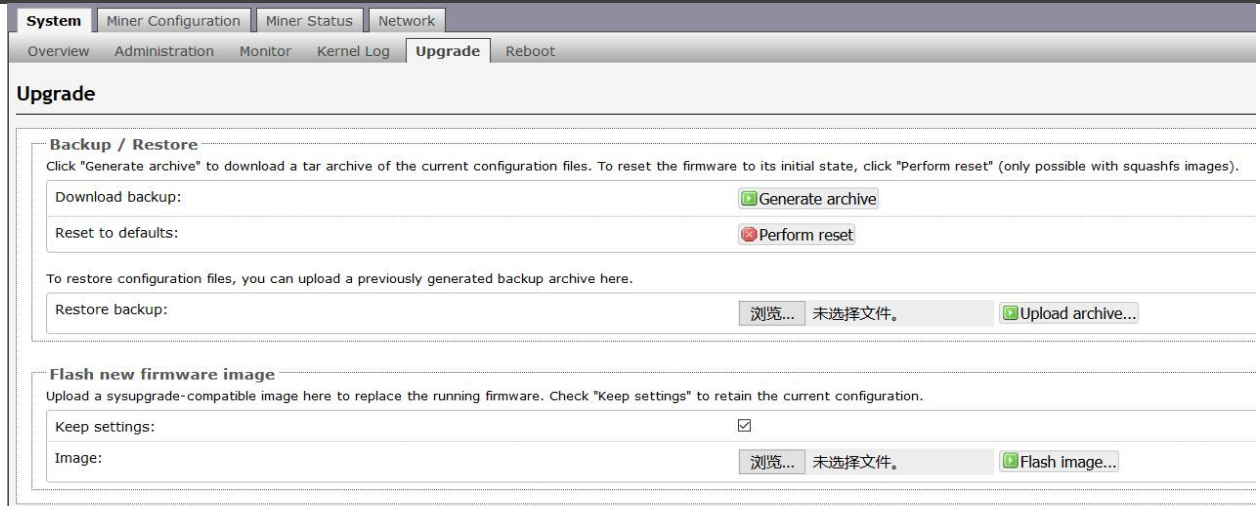 System Miner Configuration Miner Status Network
Overview Administration Monitor Kernel Log Upgrade Reboot
Upgrade
Backup / Restore
Click "Generate archive" to download a tar archive of the current configuration files. To reset the firmware to its initial state, click "Perform reset" (only possible with squashfs images).
Download backup: Generate archive
Reset to defaults: Perform reset
To restore configuration files, you can upload a previously generated backup archive here.
Restore backup: 浏览... 未选择文件。 Upload archive...
Flash new firmware image
Upload a sysupgrade-compatible image here to replace the running firmware. Check "Keep settings" to retain the current configuration.
Keep settings:
Image: 浏览... 未选择文件。 Flash image...